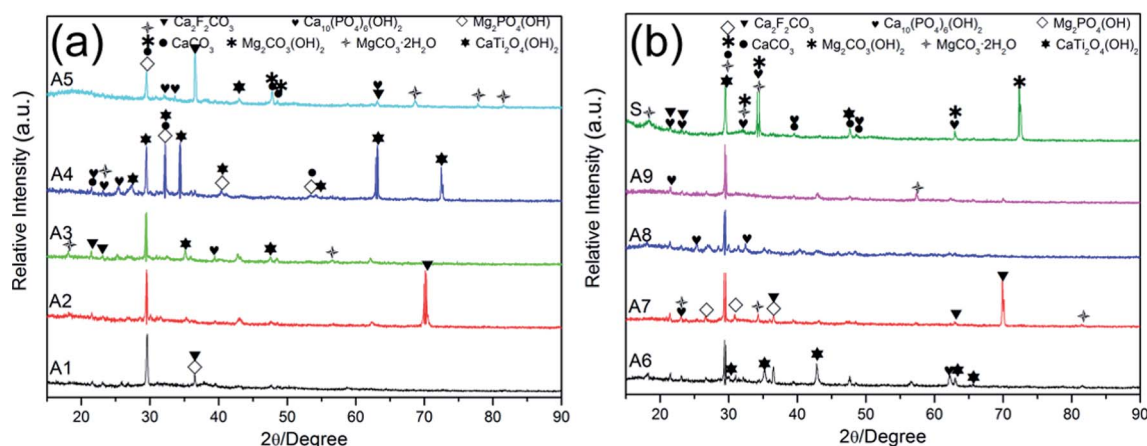 (a)
Ca₂F₂CO₃ Ca₁₀(PO₄)₆(OH)₂ Mg₂PO₄(OH)
CaCO₃ Mg₂CO₃(OH)₂ MgCO₃·2H₂O CaTi₂O₄(OH)₂
A5
A4
A3
A2
A1
Relative Intensity (a.u.)
20 30 40 50 60 70 80 90
2θ/Degree
(b)
Ca₂F₂CO₃ Ca₁₀(PO₄)₆(OH)₂ Mg₂PO₄(OH)
CaCO₃ Mg₂CO₃(OH)₂ MgCO₃·2H₂O CaTi₂O₄(OH)₂
S
A9
A8
A7
A6
Relative Intensity (a.u.)
20 30 40 50 60 70 80 90
2θ/Degree